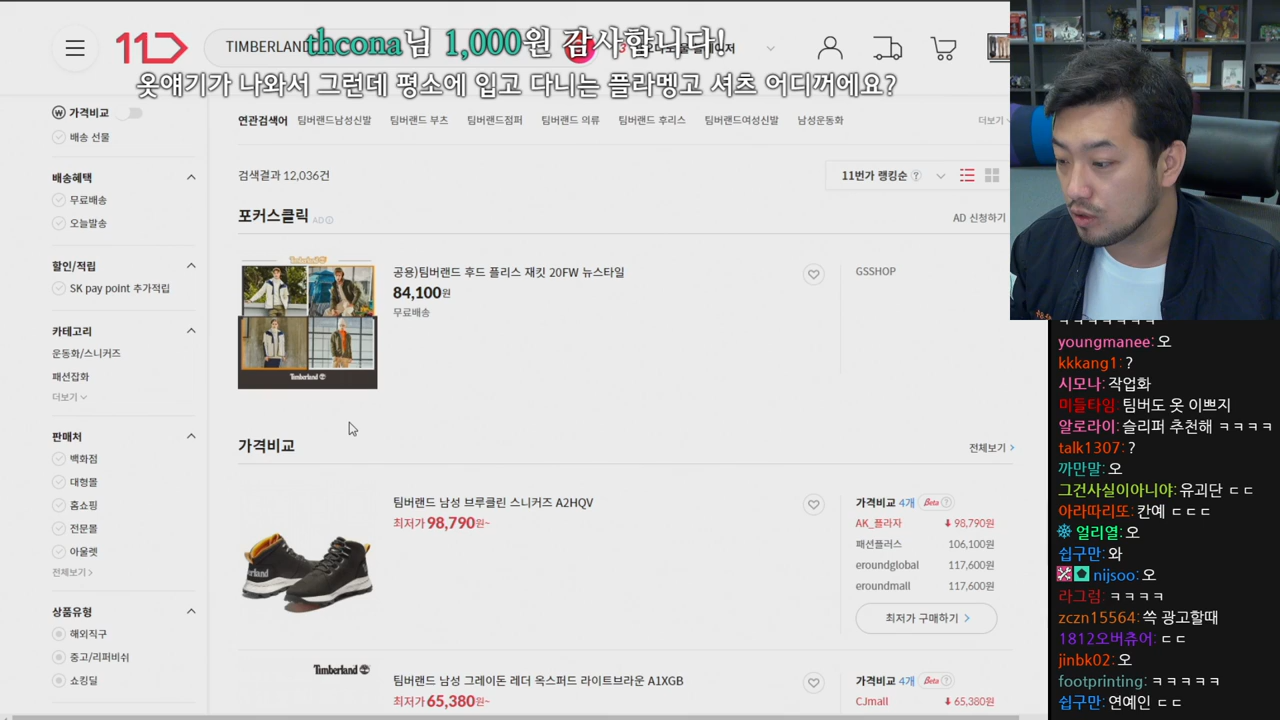 11
TIMBERLAND
thcona님 1,000원 감사합니다!
옷얘기가 나와서 그런데 평소에 입고 다니는 플라멩고 셔츠 어디꺼에요?
가격비교
배송 선물
배송혜택
무료배송
오늘발송
할인/적립
SK pay point 추가적립
카테고리
운동화/스니커즈
패션잡화
더보기
판매처
백화점
대형몰
홈쇼핑
전문몰
아울렛
전체보기
상품유형
해외직구
중고/리퍼비쉬
쇼킹딜
연관검색어 팀버랜드남성신발 팀버랜드 부츠 팀버랜드점퍼 팀버랜드 의류 팀버랜드 후리스 팀버랜드여성신발 남성운동화 더보기
검색결과 12,036건
11번가 랭킹순 ?
포커스클릭 AD
AD 신청하기
Timberland
Timberland
공용)팀버랜드 후드 플리스 재킷 20FW 뉴스타일
84,100원
무료배송
GSSHOP
가격비교
전체보기
팀버랜드 남성 브루클린 스니커즈 A2HQV
최저가 98,790원~
가격비교 4개 Beta ?
AK_플라자 98,790원
패션플러스 106,100원
eroundglobal 117,600원
eroundmall 117,600원
최저가 구매하기
Timberland
팀버랜드 남성 그레이돈 레더 옥스퍼드 라이트브라운 A1XGB
최저가 65,380원~
가격비교 4개 Beta ?
CJmall 65,380원
youngmanee: 오
kkkang1: ?
시모나: 작업화
미들타임: 팀버도 옷 이쁘지
알로라이: 슬리퍼 추천해 ㅋㅋㅋㅋ
talk1307: ?
까만말: 오
그건사실이아니야: 유괴단 ㄷㄷ
아라따리또: 칸예 ㄷㄷㄷ
얼리열: 오
쉽구만: 와
nijsoo: 오
라그럼: ㅋㅋㅋㅋ
zczn15564: 쓱 광고할때
1812오버츄어: ㄷㄷ
jinbk02: 오
footprinting: ㅋㅋㅋㅋㅋ
쉽구만: 연예인 ㄷㄷ